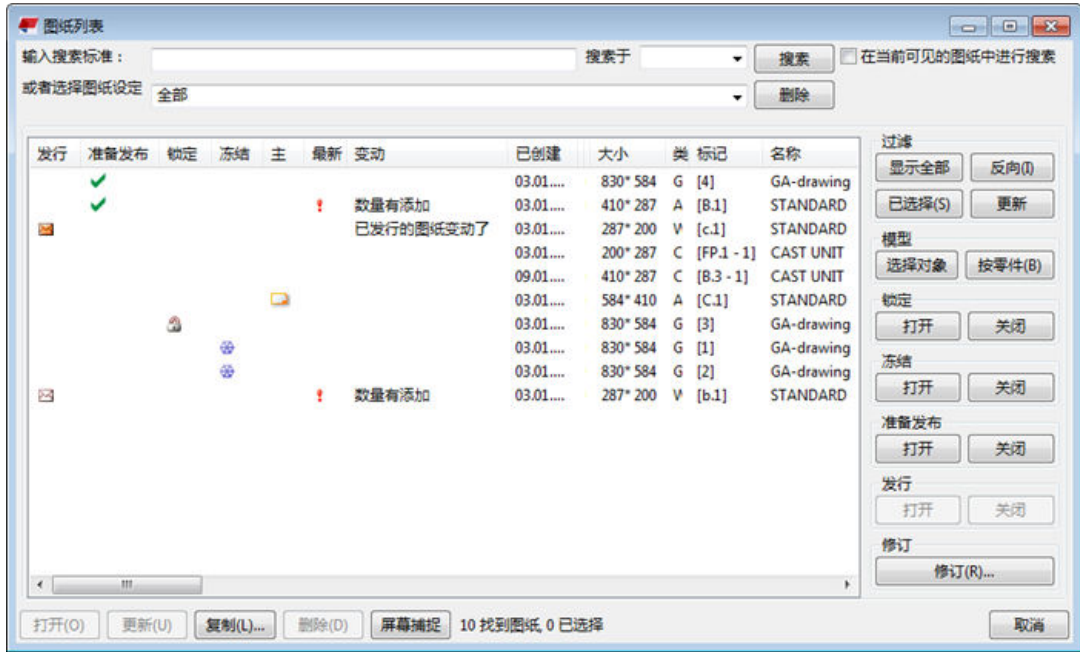 图纸列表
输入搜索标准： 搜索于 搜索 在当前可见的图纸中进行搜索
或者选择图纸设定 全部 删除
发行 准备发布 锁定 冻结 主 最新 变动 已创建 大小 类 标记 名称
03.01.... 830* 584 G [4] GA-drawing
数量有添加 03.01.... 410* 287 A [B.1] STANDARD
已发行的图纸变动了 03.01.... 287* 200 W [c.1] STANDARD
03.01.... 200* 287 C [FP.1 - 1] CAST UNIT
09.01.... 410* 287 C [B.3 - 1] CAST UNIT
03.01.... 584* 410 A [C.1] STANDARD
03.01.... 830* 584 G [3] GA-drawing
03.01.... 830* 584 G [1] GA-drawing
03.01.... 830* 584 G [2] GA-drawing
数量有添加 03.01.... 287* 200 W [b.1] STANDARD
过滤
显示全部 反向(I)
已选择(S) 更新
模型
选择对象 按零件(B)
锁定
打开 关闭
冻结
打开 关闭
准备发布
打开 关闭
发行
打开 关闭
修订
修订(R)...
打开(O) 更新(U) 复制(L)... 删除(D) 屏幕捕捉 10 找到图纸, 0 已选择 取消